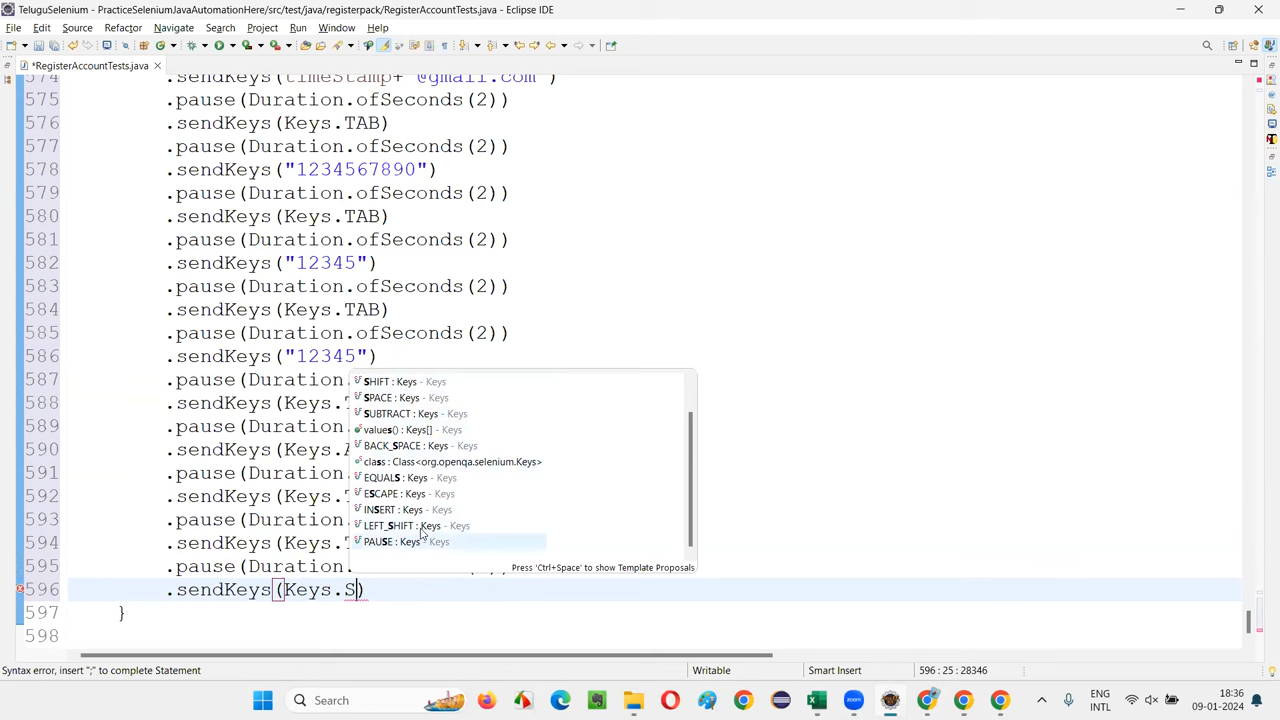 TeluguSelenium - PracticeSeleniumJavaAutomationHere/src/test/java/registerpack/RegisterAccountTests.java - Eclipse IDE
File Edit Source Refactor Navigate Search Project Run Window Help
*RegisterAccountTests.java
574 .sendKeys(timeStamp+"@gmail.com")
575 .pause(Duration.ofSeconds(2))
576 .sendKeys(Keys.TAB)
577 .pause(Duration.ofSeconds(2))
578 .sendKeys("1234567890")
579 .pause(Duration.ofSeconds(2))
580 .sendKeys(Keys.TAB)
581 .pause(Duration.ofSeconds(2))
582 .sendKeys("12345")
583 .pause(Duration.ofSeconds(2))
584 .sendKeys(Keys.TAB)
585 .pause(Duration.ofSeconds(2))
586 .sendKeys("12345")
587 .pause(Duration.
588 .sendKeys(Keys.
589 .pause(Duration.
590 .sendKeys(Keys.
591 .pause(Duration.
592 .sendKeys(Keys.
593 .pause(Duration.
594 .sendKeys(Keys.
595 .pause(Duration.
596 .sendKeys(Keys.S)
597 }
598
SHIFT : Keys - Keys
SPACE : Keys - Keys
SUBTRACT : Keys - Keys
values() : Keys[] - Keys
BACK_SPACE : Keys - Keys
class : Class<org.openqa.selenium.Keys>
EQUALS : Keys - Keys
ESCAPE : Keys - Keys
INSERT : Keys - Keys
LEFT_SHIFT : Keys - Keys
PAUSE : Keys - Keys
Press 'Ctrl+Space' to show Template Proposals
Syntax error, insert ";" to complete Statement Writable Smart Insert 596 : 25 : 28346
Search
zoom
ENG
INTL
18:36
09-01-2024